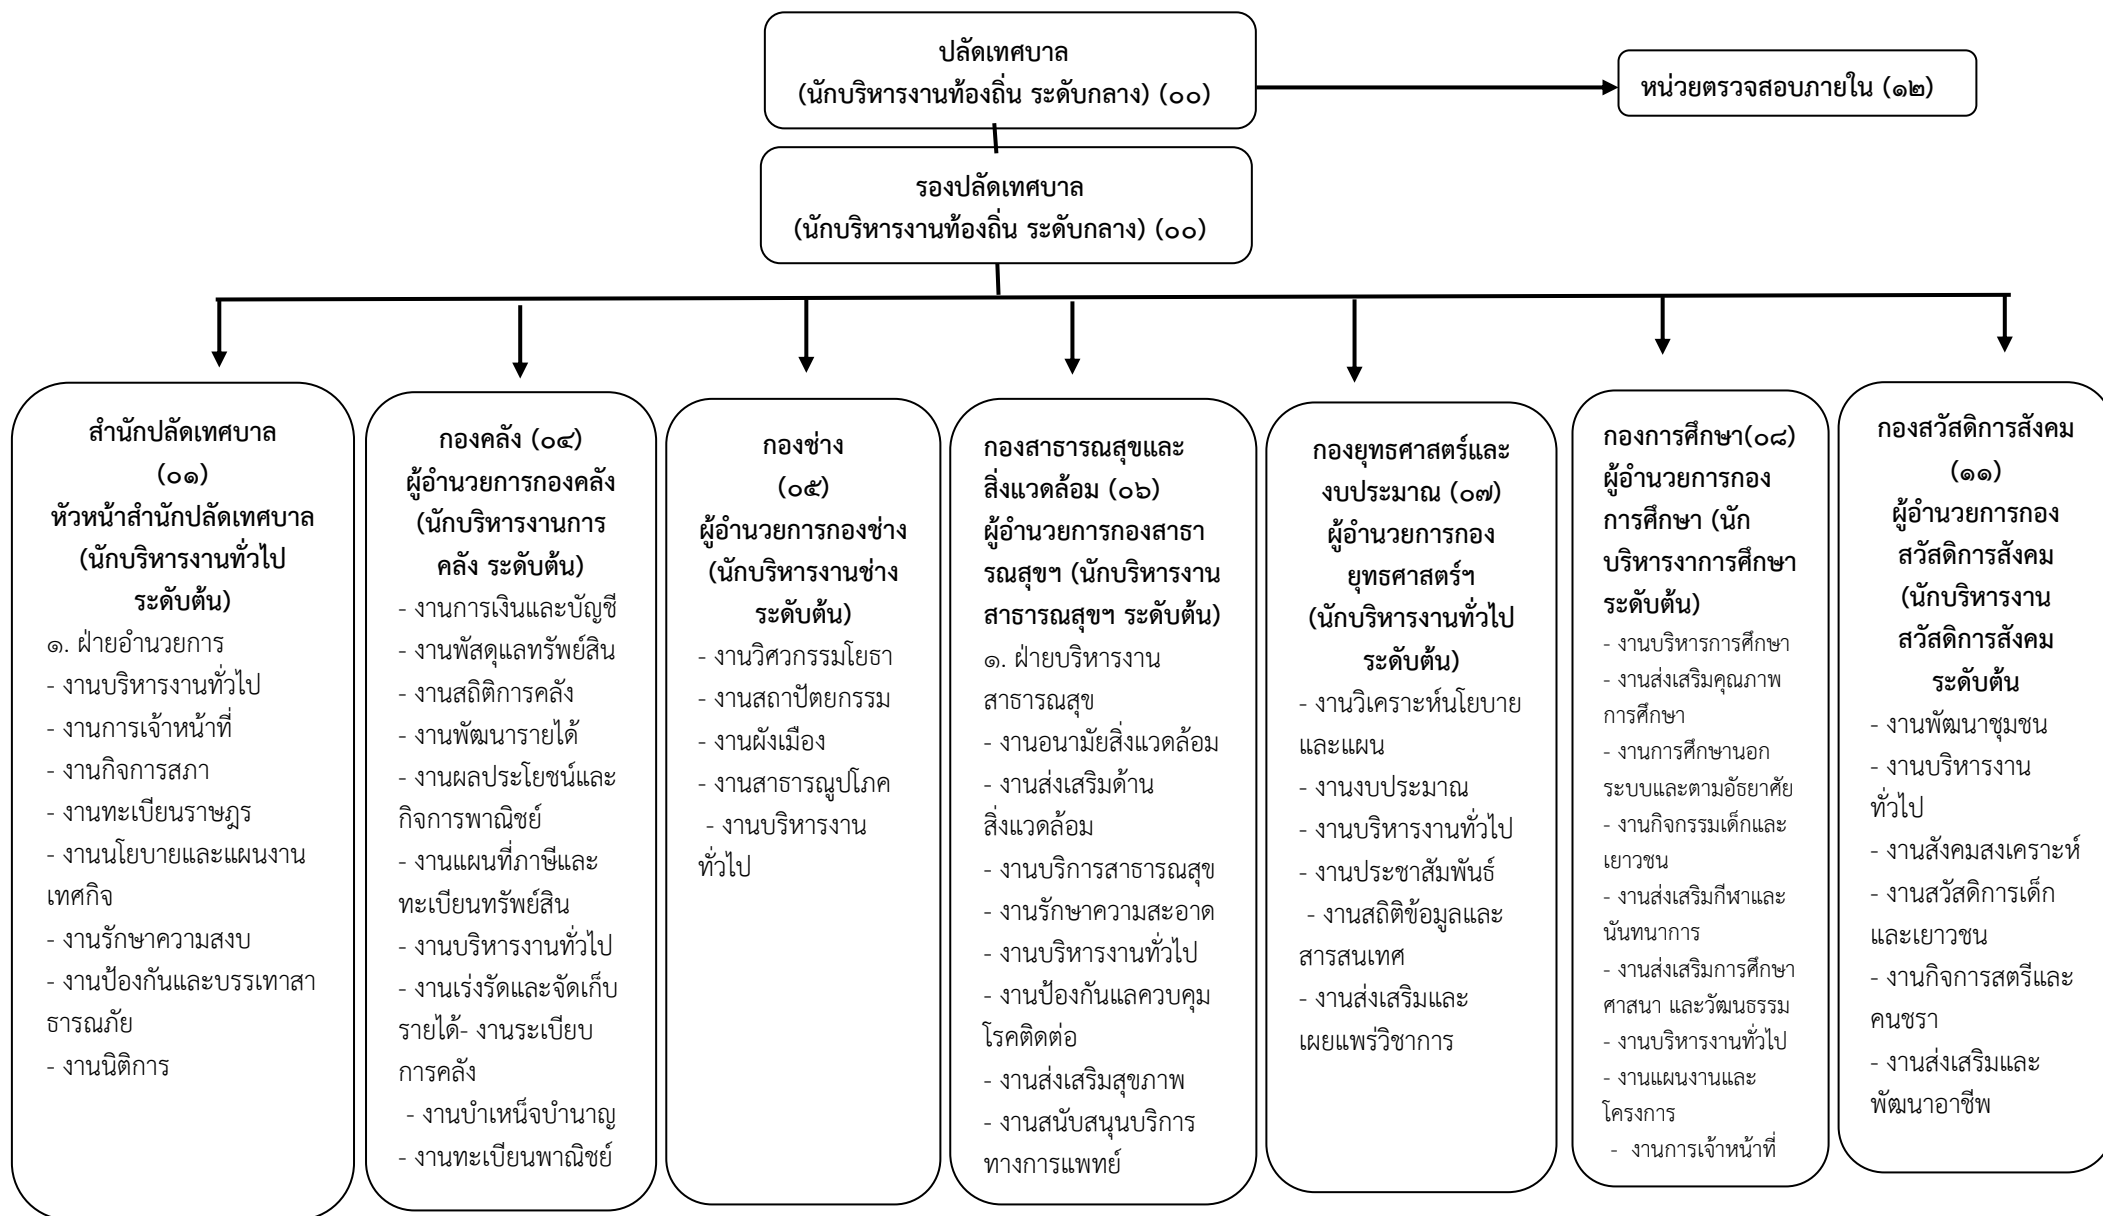 ปลัดเทศบาล
(นักบริหารงานท้องถิ่น ระดับกลาง) (๐๐)
หน่วยตรวจสอบภายใน (๑๒)
รองปลัดเทศบาล
(นักบริหารงานท้องถิ่น ระดับกลาง) (๐๐)
สำนักปลัดเทศบาล
(๐๑)
หัวหน้าสำนักปลัดเทศบาล
(นักบริหารงานทั่วไป
ระดับต้น)
๑. ฝ่ายอำนวยการ
- งานบริหารงานทั่วไป
- งานการเจ้าหน้าที่
- งานกิจการสภา
- งานทะเบียนราษฎร
- งานนโยบายและแผนงาน
เทศกิจ
- งานรักษาความสงบ
- งานป้องกันและบรรเทาสา
ธารณภัย
- งานนิติการ
กองคลัง (๐๔)
ผู้อำนวยการกองคลัง
(นักบริหารงานการ
คลัง ระดับต้น)
- งานการเงินและบัญชี
- งานพัสดุแลทรัพย์สิน
- งานสถิติการคลัง
- งานพัฒนารายได้
- งานผลประโยชน์และ
กิจการพาณิชย์
- งานแผนที่ภาษีและ
ทะเบียนทรัพย์สิน
- งานบริหารงานทั่วไป
- งานเร่งรัดและจัดเก็บ
รายได้- งานระเบียบ
การคลัง
- งานบำเหน็จบำนาญ
- งานทะเบียนพาณิชย์
กองช่าง
(๐๕)
ผู้อำนวยการกองช่าง
(นักบริหารงานช่าง
ระดับต้น)
- งานวิศวกรรมโยธา
- งานสถาปัตยกรรม
- งานผังเมือง
- งานสาธารณูปโภค
- งานบริหารงาน
ทั่วไป
กองสาธารณสุขและ
สิ่งแวดล้อม (๐๖)
ผู้อำนวยการกองสาธา
รณสุขฯ (นักบริหารงาน
สาธารณสุขฯ ระดับต้น)
๑. ฝ่ายบริหารงาน
สาธารณสุข
- งานอนามัยสิ่งแวดล้อม
- งานส่งเสริมด้าน
สิ่งแวดล้อม
- งานบริการสาธารณสุข
- งานรักษาความสะอาด
- งานบริหารงานทั่วไป
- งานป้องกันแลควบคุม
โรคติดต่อ
- งานส่งเสริมสุขภาพ
- งานสนับสนุนบริการ
ทางการแพทย์
กองยุทธศาสตร์และ
งบประมาณ (๐๗)
ผู้อำนวยการกอง
ยุทธศาสตร์ฯ
(นักบริหารงานทั่วไป
ระดับต้น)
- งานวิเคราะห์นโยบาย
และแผน
- งานงบประมาณ
- งานบริหารงานทั่วไป
- งานประชาสัมพันธ์
- งานสถิติข้อมูลและ
สารสนเทศ
- งานส่งเสริมและ
เผยแพร่วิชาการ
กองการศึกษา(๐๘)
ผู้อำนวยการกอง
การศึกษา (นัก
บริหารงาการศึกษา
ระดับต้น)
- งานบริหารการศึกษา
- งานส่งเสริมคุณภาพ
การศึกษา
- งานการศึกษานอก
ระบบและตามอัธยาศัย
- งานกิจกรรมเด็กและ
เยาวชน
- งานส่งเสริมกีฬาและ
นันทนาการ
- งานส่งเสริมการศึกษา
ศาสนา และวัฒนธรรม
- งานบริหารงานทั่วไป
- งานแผนงานและ
โครงการ
- งานการเจ้าหน้าที่
กองสวัสดิการสังคม
(๑๑)
ผู้อำนวยการกอง
สวัสดิการสังคม
(นักบริหารงาน
สวัสดิการสังคม
ระดับต้น
- งานพัฒนาชุมชน
- งานบริหารงาน
ทั่วไป
- งานสังคมสงเคราะห์
- งานสวัสดิการเด็ก
และเยาวชน
- งานกิจการสตรีและ
คนชรา
- งานส่งเสริมและ
พัฒนาอาชีพ